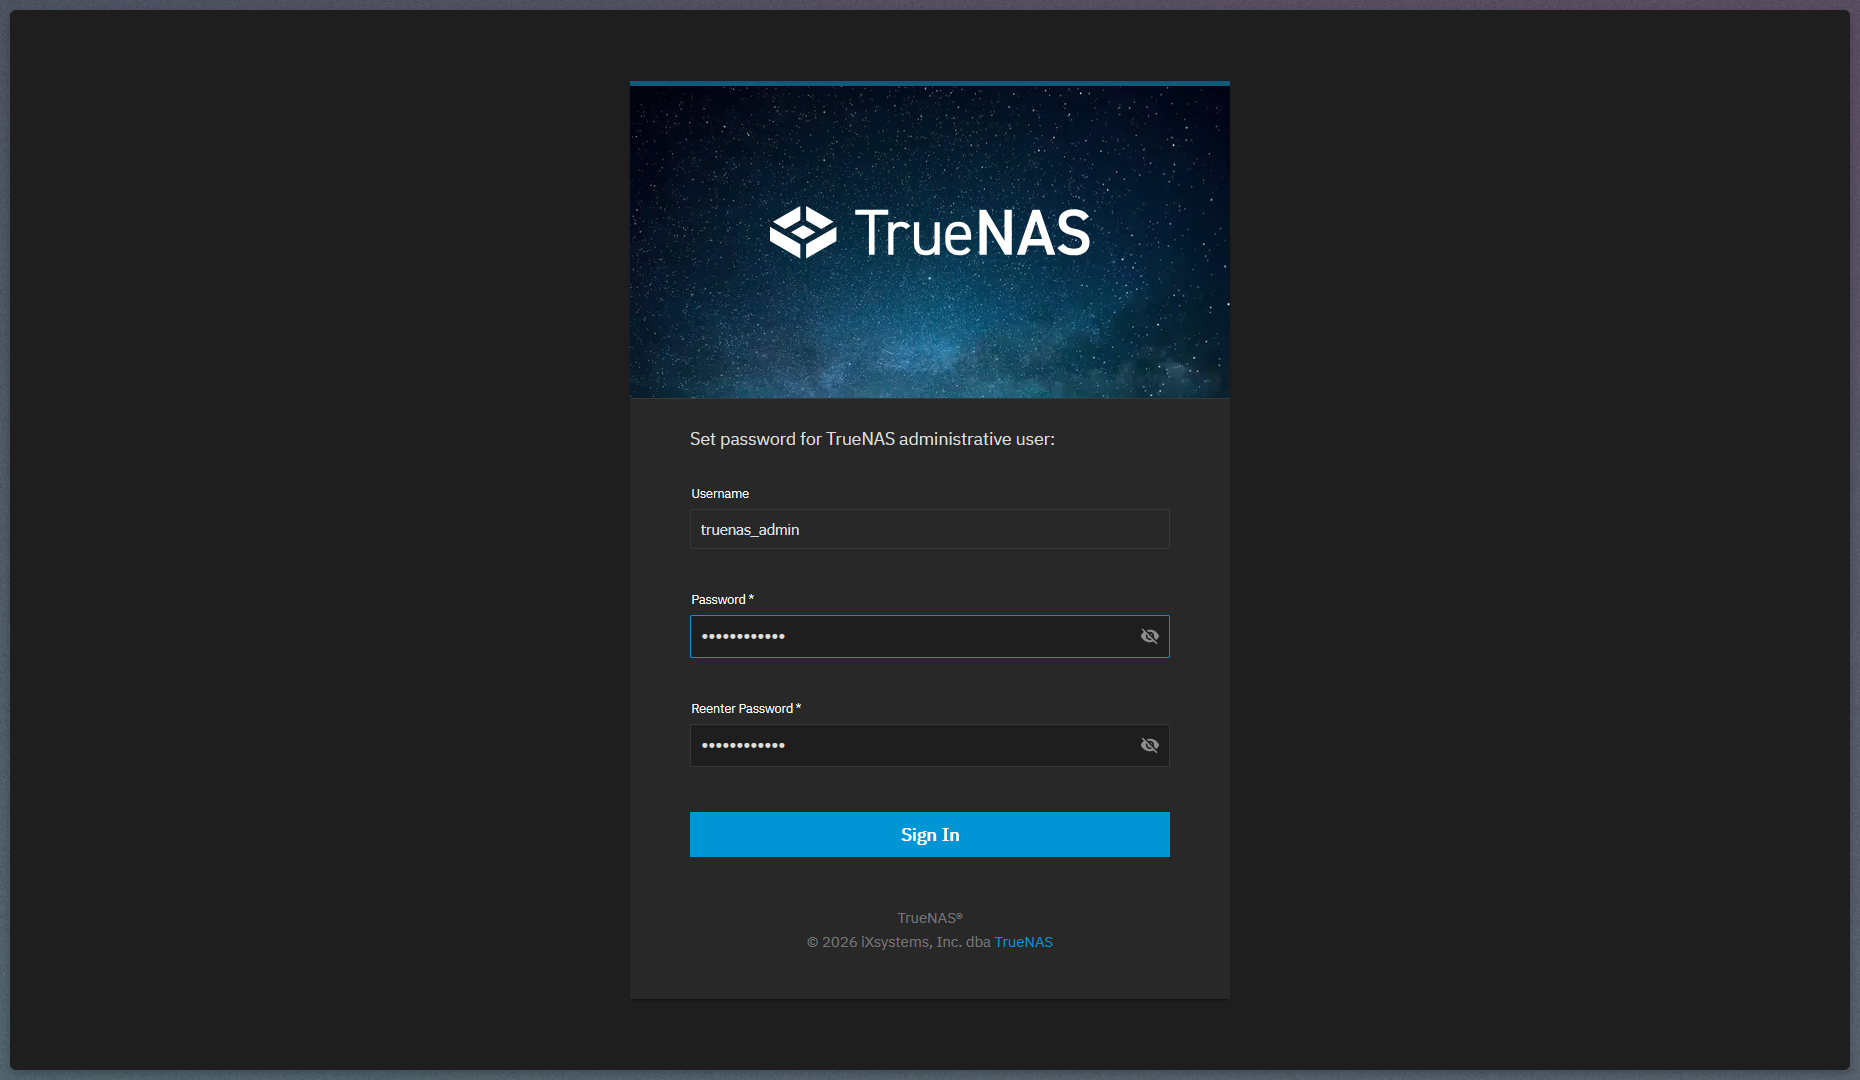 TrueNAS
Set password for TrueNAS administrative user:
Username
truenas_admin
Password *
••••••••••••
Reenter Password *
••••••••••••
Sign In
TrueNAS®
© 2026 iXsystems, Inc. dba TrueNAS